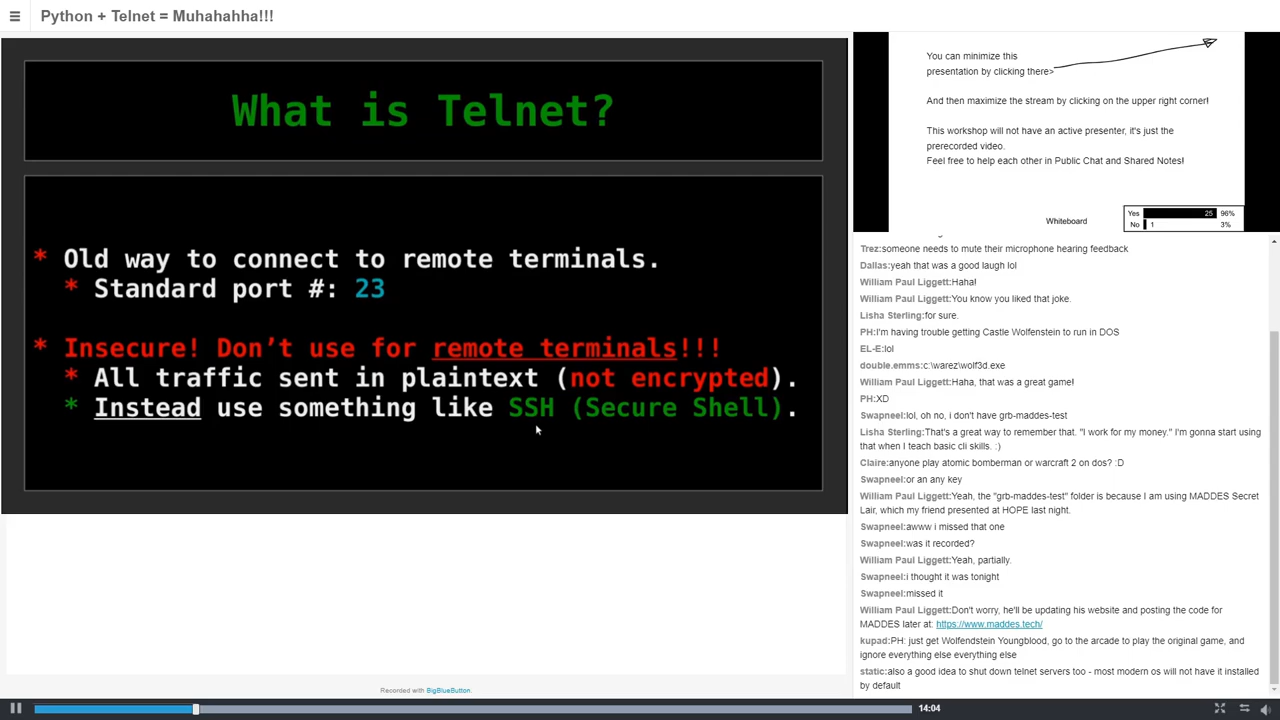 Python + Telnet = Muhahahha!!!
What is Telnet?
* Old way to connect to remote terminals.
* Standard port #: 23
* Insecure! Don't use for remote terminals!!!
* All traffic sent in plaintext (not encrypted).
* Instead use something like SSH (Secure Shell).
Recorded with BigBlueButton.
You can minimize this
presentation by clicking there>
And then maximize the stream by clicking on the upper right corner!
This workshop will not have an active presenter, it's just the
prerecorded video.
Feel free to help each other in Public Chat and Shared Notes!
Whiteboard
Yes 25 96%
No 1 3%
Trez:someone needs to mute their microphone hearing feedback
Dallas:yeah that was a good laugh lol
William Paul Liggett:Haha!
William Paul Liggett:You know you liked that joke.
Lisha Sterling:for sure.
PH:I'm having trouble getting Castle Wolfenstein to run in DOS
EL-E:lol
double.emms:c:\warez\wolf3d.exe
William Paul Liggett:Haha, that was a great game!
PH:XD
Swapneel:lol, oh no, i don't have grb-maddes-test
Lisha Sterling:That's a great way to remember that. "I work for my money." I'm gonna start using
that when I teach basic cli skills. :)
Claire:anyone play atomic bomberman or warcraft 2 on dos? :D
Swapneel:or an any key
William Paul Liggett:Yeah, the "grb-maddes-test" folder is because I am using MADDES Secret
Lair, which my friend presented at HOPE last night.
Swapneel:awww i missed that one
Swapneel:was it recorded?
William Paul Liggett:Yeah, partially.
Swapneel:i thought it was tonight
Swapneel:missed it
William Paul Liggett:Don't worry, he'll be updating his website and posting the code for
MADDES later at: https://www.maddes.tech/
kupad:PH: just get Wolfendstein Youngblood, go to the arcade to play the original game, and
ignore everything else everything else
static:also a good idea to shut down telnet servers too - most modern os will not have it installed
by default
14:04